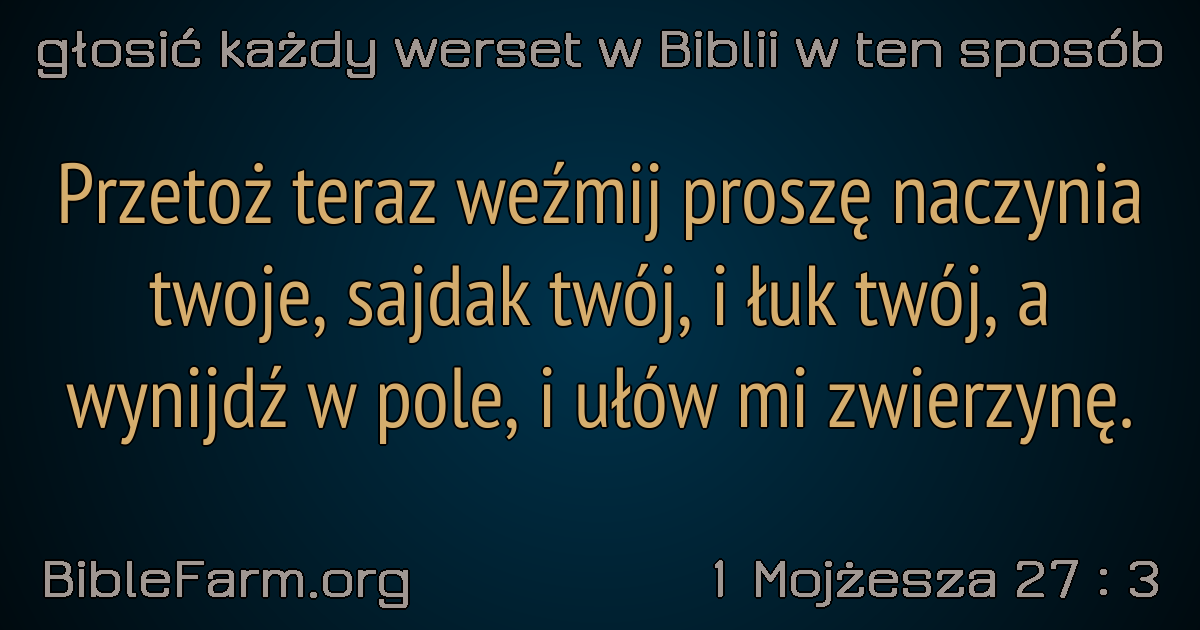 głosić każdy werset w Biblii w ten sposób
Przetoż teraz weźmij proszę naczynia
twoje, sajdak twój, i łuk twój, a
wynijdź w pole, i ułów mi zwierzynę.
BibleFarm.org
1 Mojżesza 27 : 3